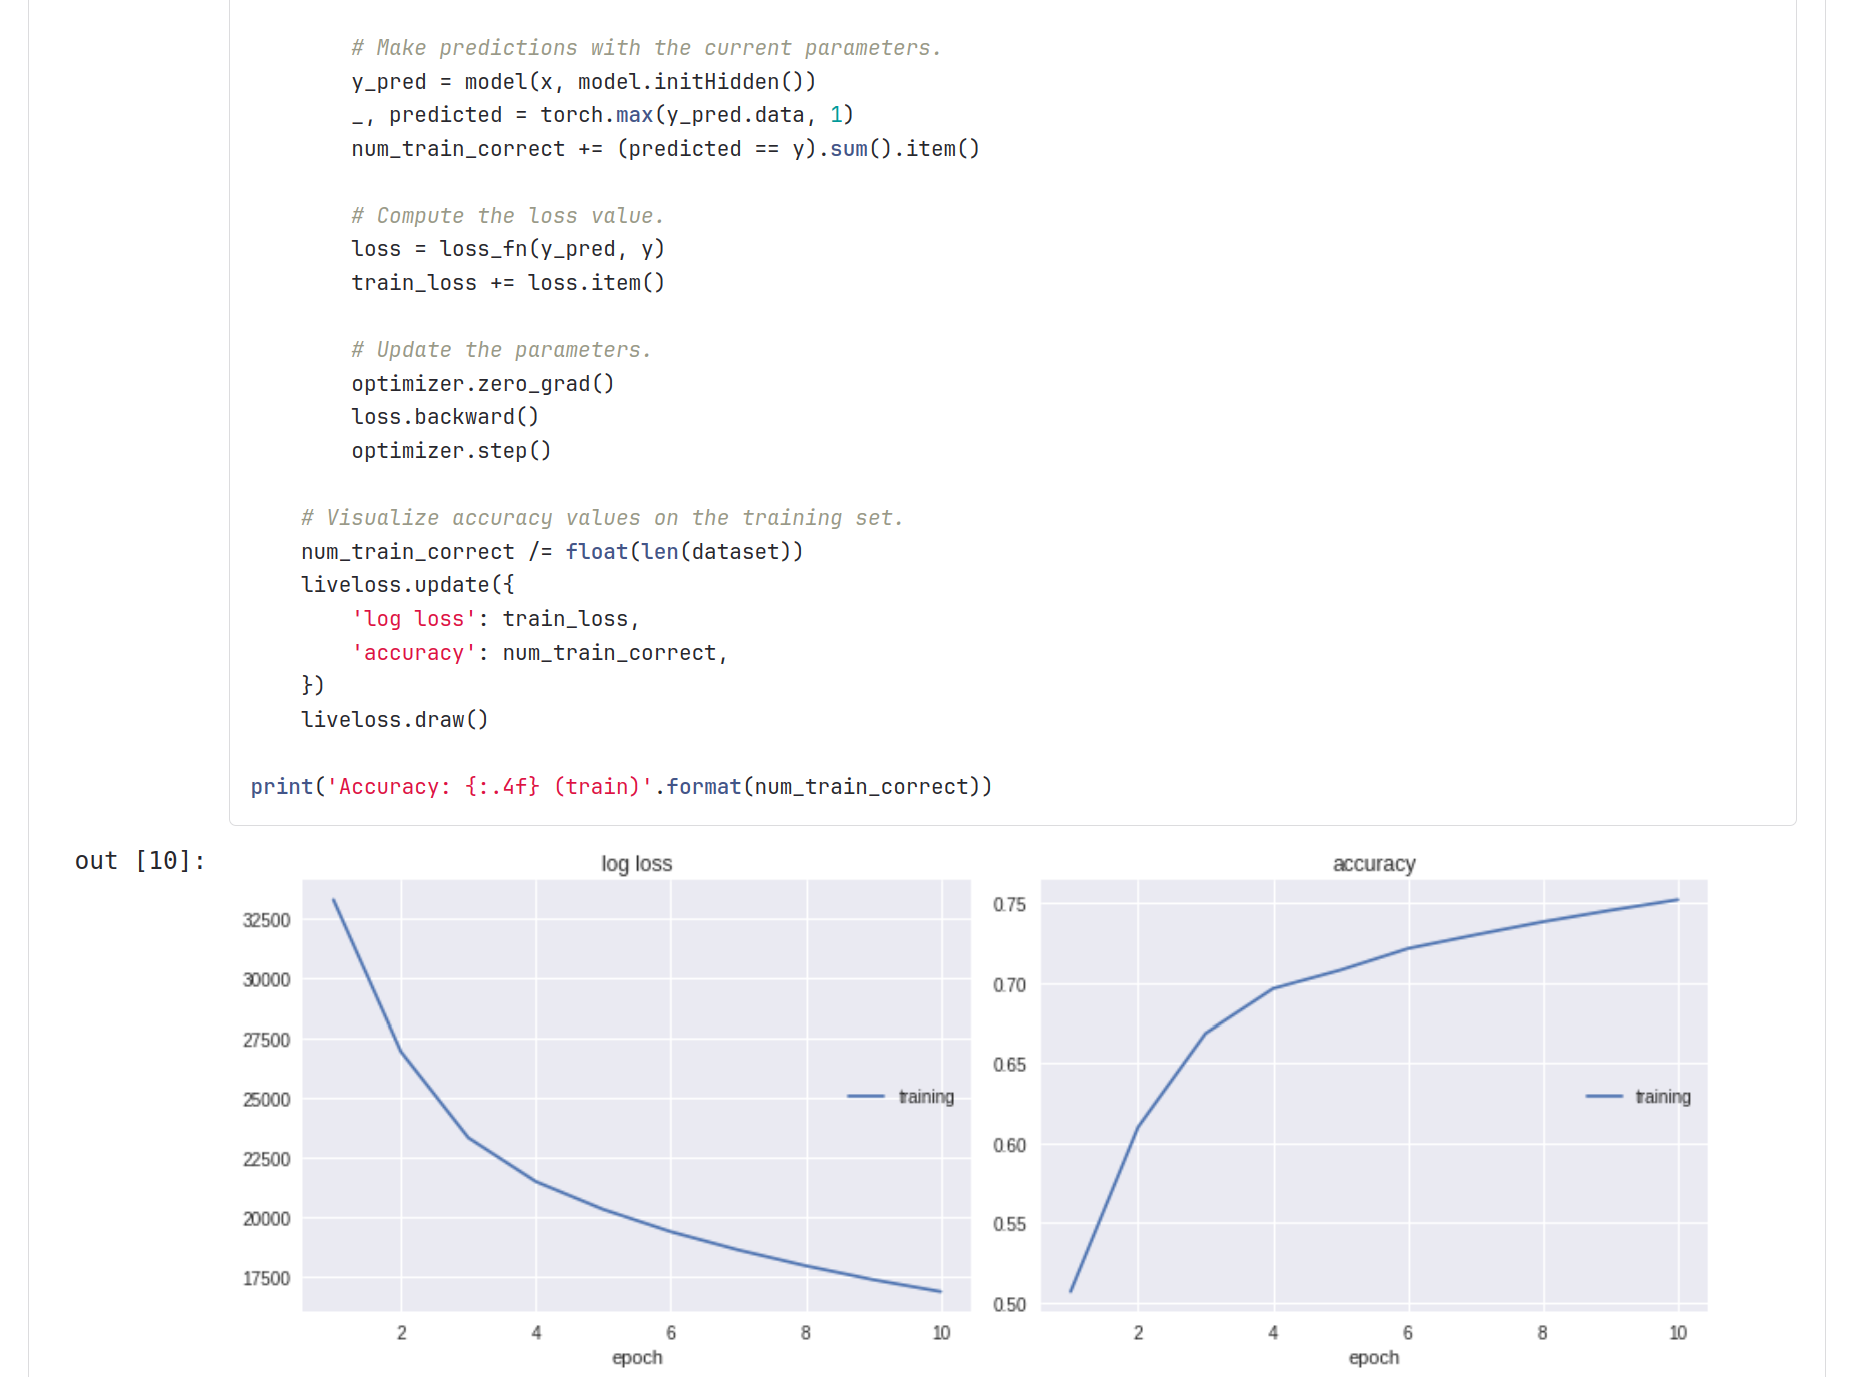 # Make predictions with the current parameters.
y_pred = model(x, model.initHidden())
_, predicted = torch.max(y_pred.data, 1)
num_train_correct += (predicted == y).sum().item()
# Compute the loss value.
loss = loss_fn(y_pred, y)
train_loss += loss.item()
# Update the parameters.
optimizer.zero_grad()
loss.backward()
optimizer.step()
# Visualize accuracy values on the training set.
num_train_correct /= float(len(dataset))
liveloss.update({
'log loss': train_loss,
'accuracy': num_train_correct,
})
liveloss.draw()
print('Accuracy: {:.4f} (train)'.format(num_train_correct))
out [10]:
log loss
32500
30000
27500
25000
22500
20000
17500
training
2 4 6 8 10
epoch
accuracy
0.75
0.70
0.65
0.60
0.55
0.50
training
2 4 6 8 10
epoch